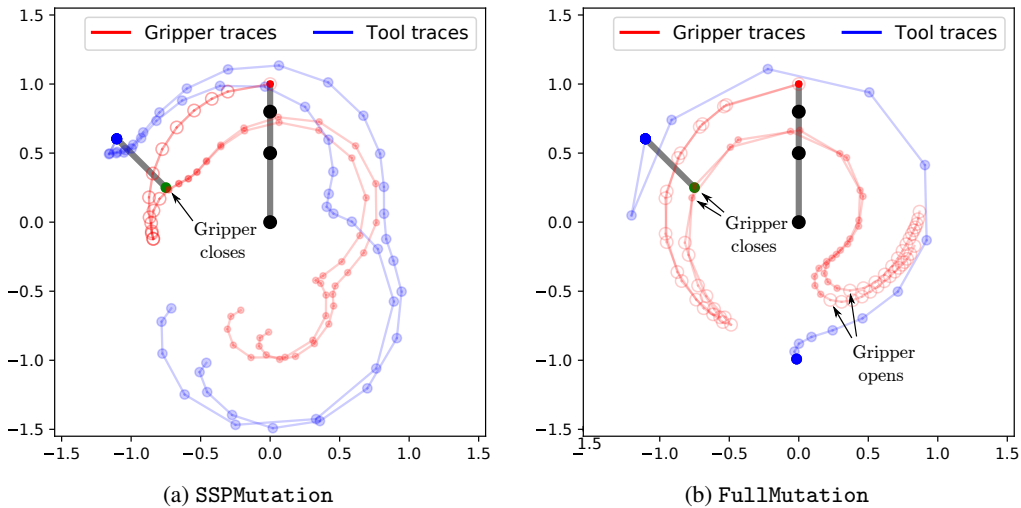 Gripper traces Tool traces
1.5
1.0
0.5
0.0
−0.5
−1.0
−1.5
−1.5 −1.0 −0.5 0.0 0.5 1.0 1.5
Gripper
closes
(a) SSPMutation
Gripper traces Tool traces
1.5
1.0
0.5
0.0
−0.5
−1.0
−1.5
1.5 −1.0 −0.5 0.0 0.5 1.0 1.5
Gripper
closes
Gripper
opens
(b) FullMutation